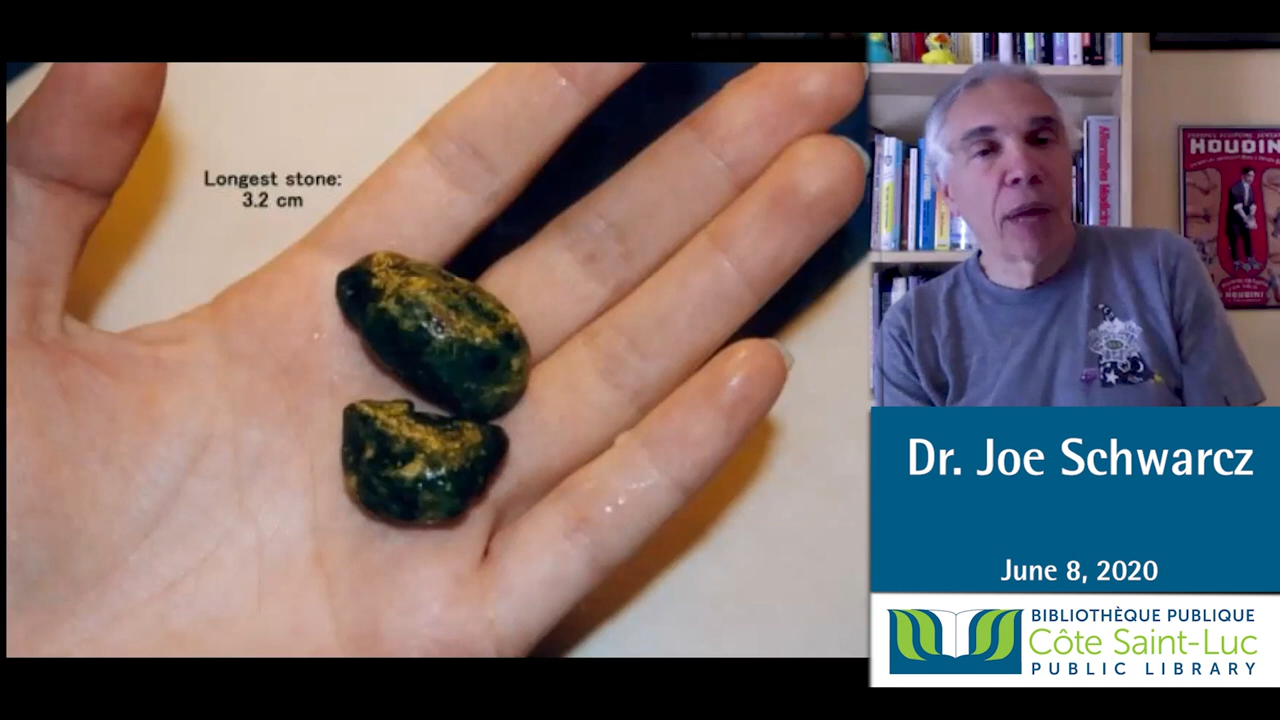 Longest stone:
3.2 cm
HOUDIN
HOUDINI
Dr. Joe Schwarcz
June 8, 2020
BIBLIOTHÈQUE PUBLIQUE
Côte Saint-Luc
PUBLIC LIBRARY